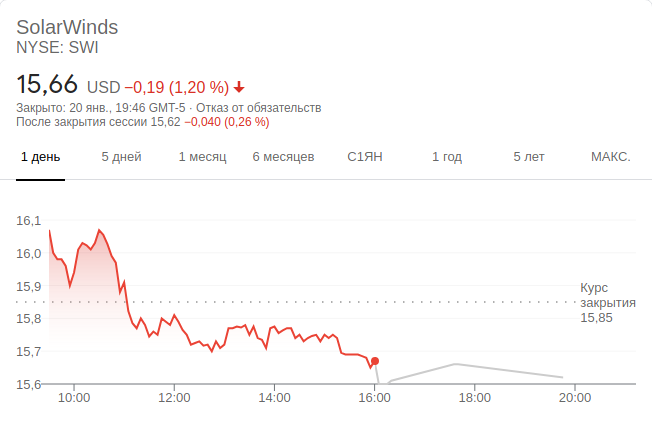 SolarWinds
NYSE: SWI
15,66 USD −0,19 (1,20 %)
Закрыто: 20 янв., 19:46 GMT-5 · Отказ от обязательств
После закрытия сессии 15,62 −0,040 (0,26 %)
1 день 5 дней 1 месяц 6 месяцев С1ЯН 1 год 5 лет МАКС.
16,1
16,0
15,9
15,8
15,7
15,6
Курс
закрытия
15,85
10:00 12:00 14:00 16:00 18:00 20:00